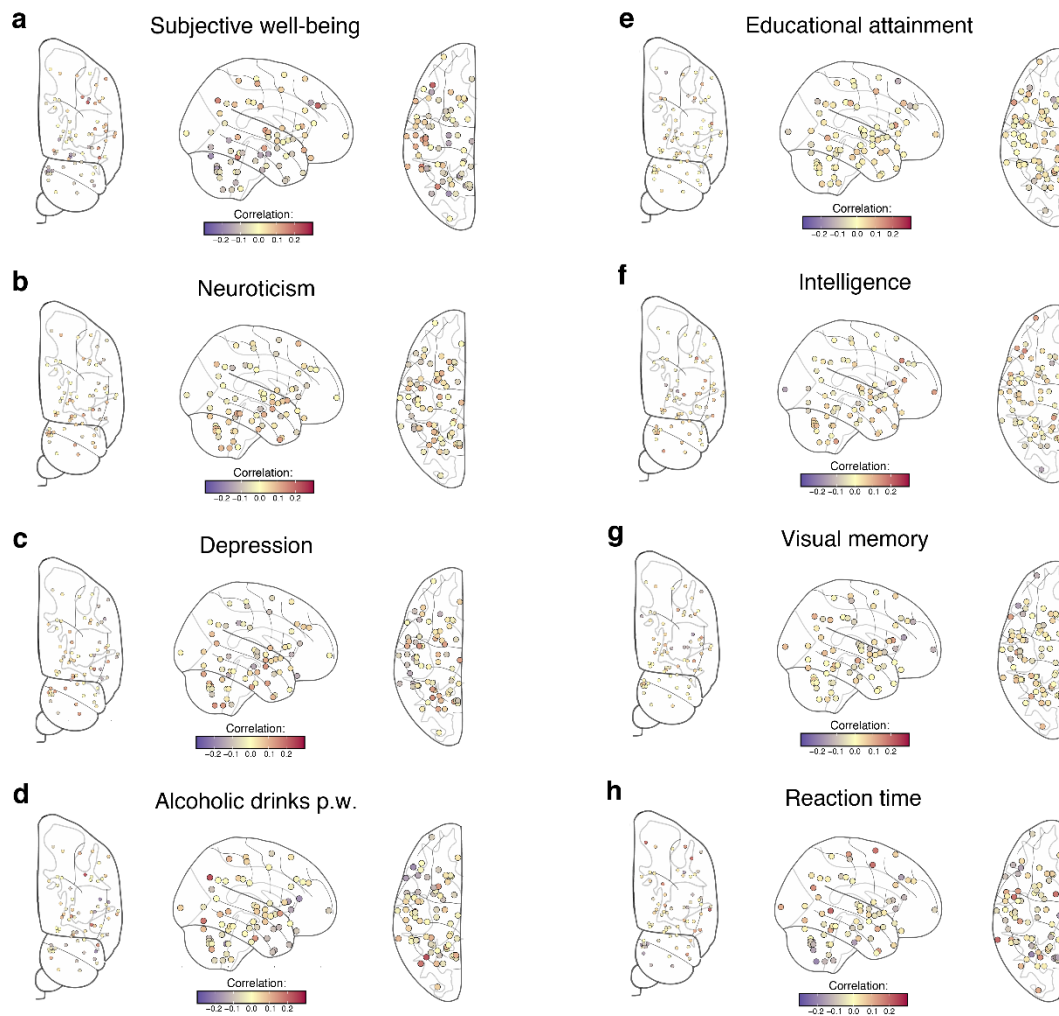 a
Subjective well-being
Correlation:
−0.2 −0.1 0.0 0.1 0.2
b
Neuroticism
Correlation:
−0.2 −0.1 0.0 0.1 0.2
c
Depression
Correlation:
−0.2 −0.1 0.0 0.1 0.2
d
Alcoholic drinks p.w.
Correlation:
−0.2 −0.1 0.0 0.1 0.2
e
Educational attainment
Correlation:
−0.2 −0.1 0.0 0.1 0.2
f
Intelligence
Correlation:
−0.2 −0.1 0.0 0.1 0.2
g
Visual memory
Correlation:
−0.2 −0.1 0.0 0.1 0.2
h
Reaction time
Correlation:
−0.2 −0.1 0.0 0.1 0.2